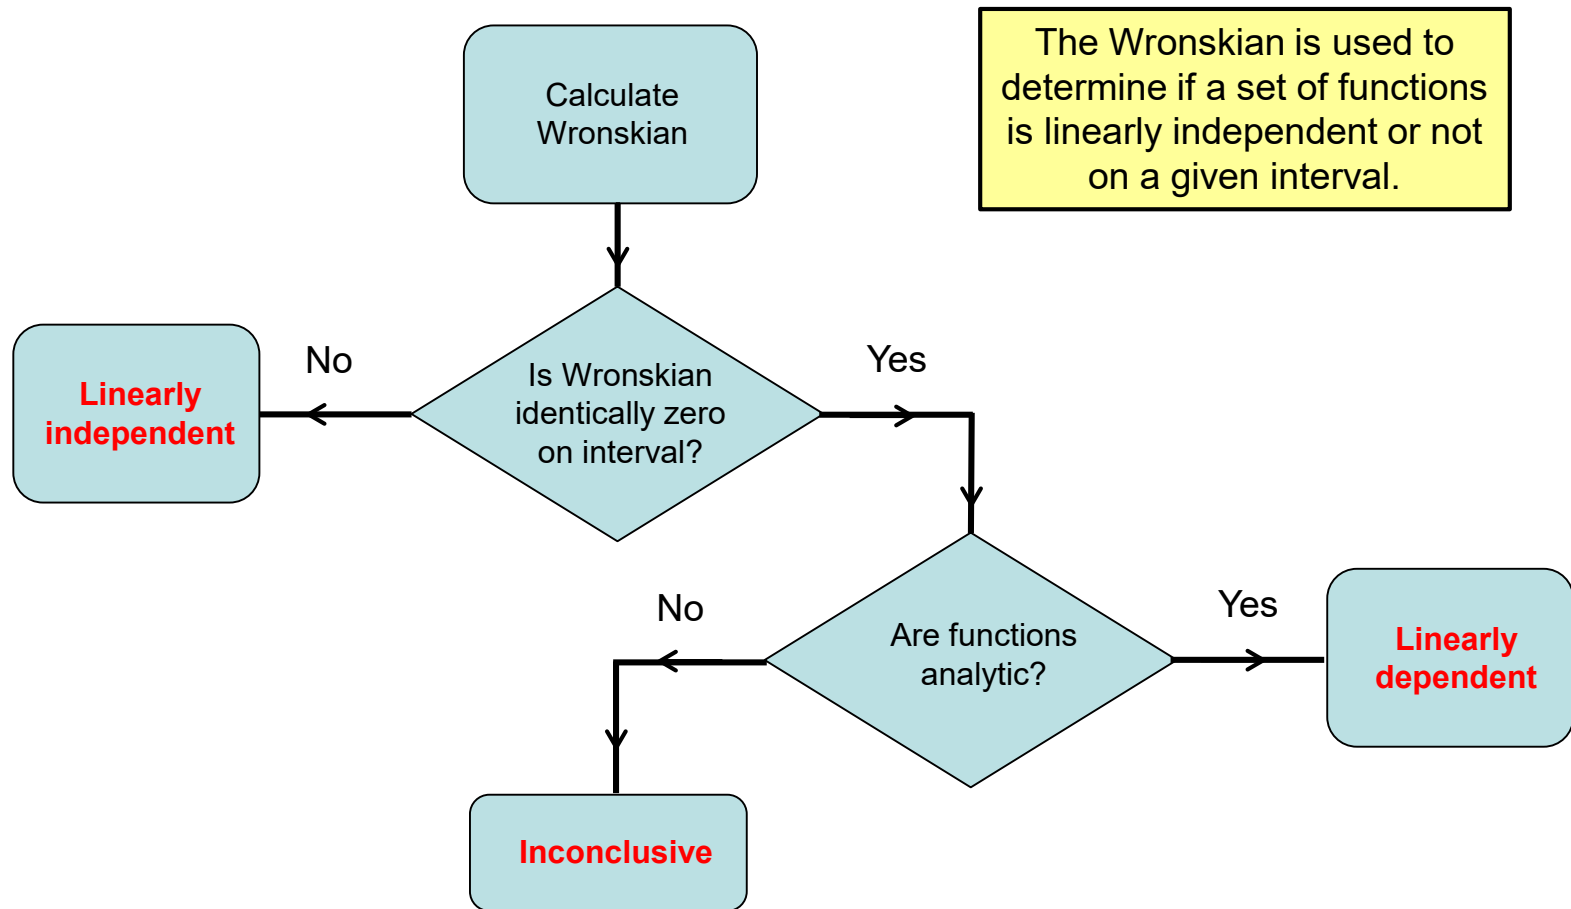 Calculate
Wronskian
The Wronskian is used to
determine if a set of functions
is linearly independent or not
on a given interval.
No
Yes
Linearly
independent
Is Wronskian
identically zero
on interval?
No
Yes
Are functions
analytic?
Linearly
dependent
Inconclusive